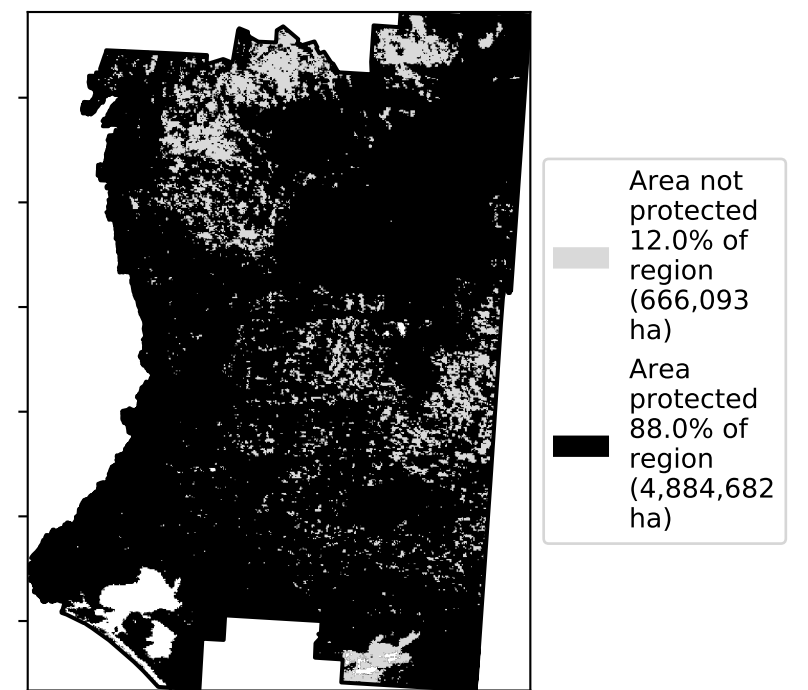 Area not
protected
12.0% of
region
(666,093
ha)
Area
protected
88.0% of
region
(4,884,682
ha)